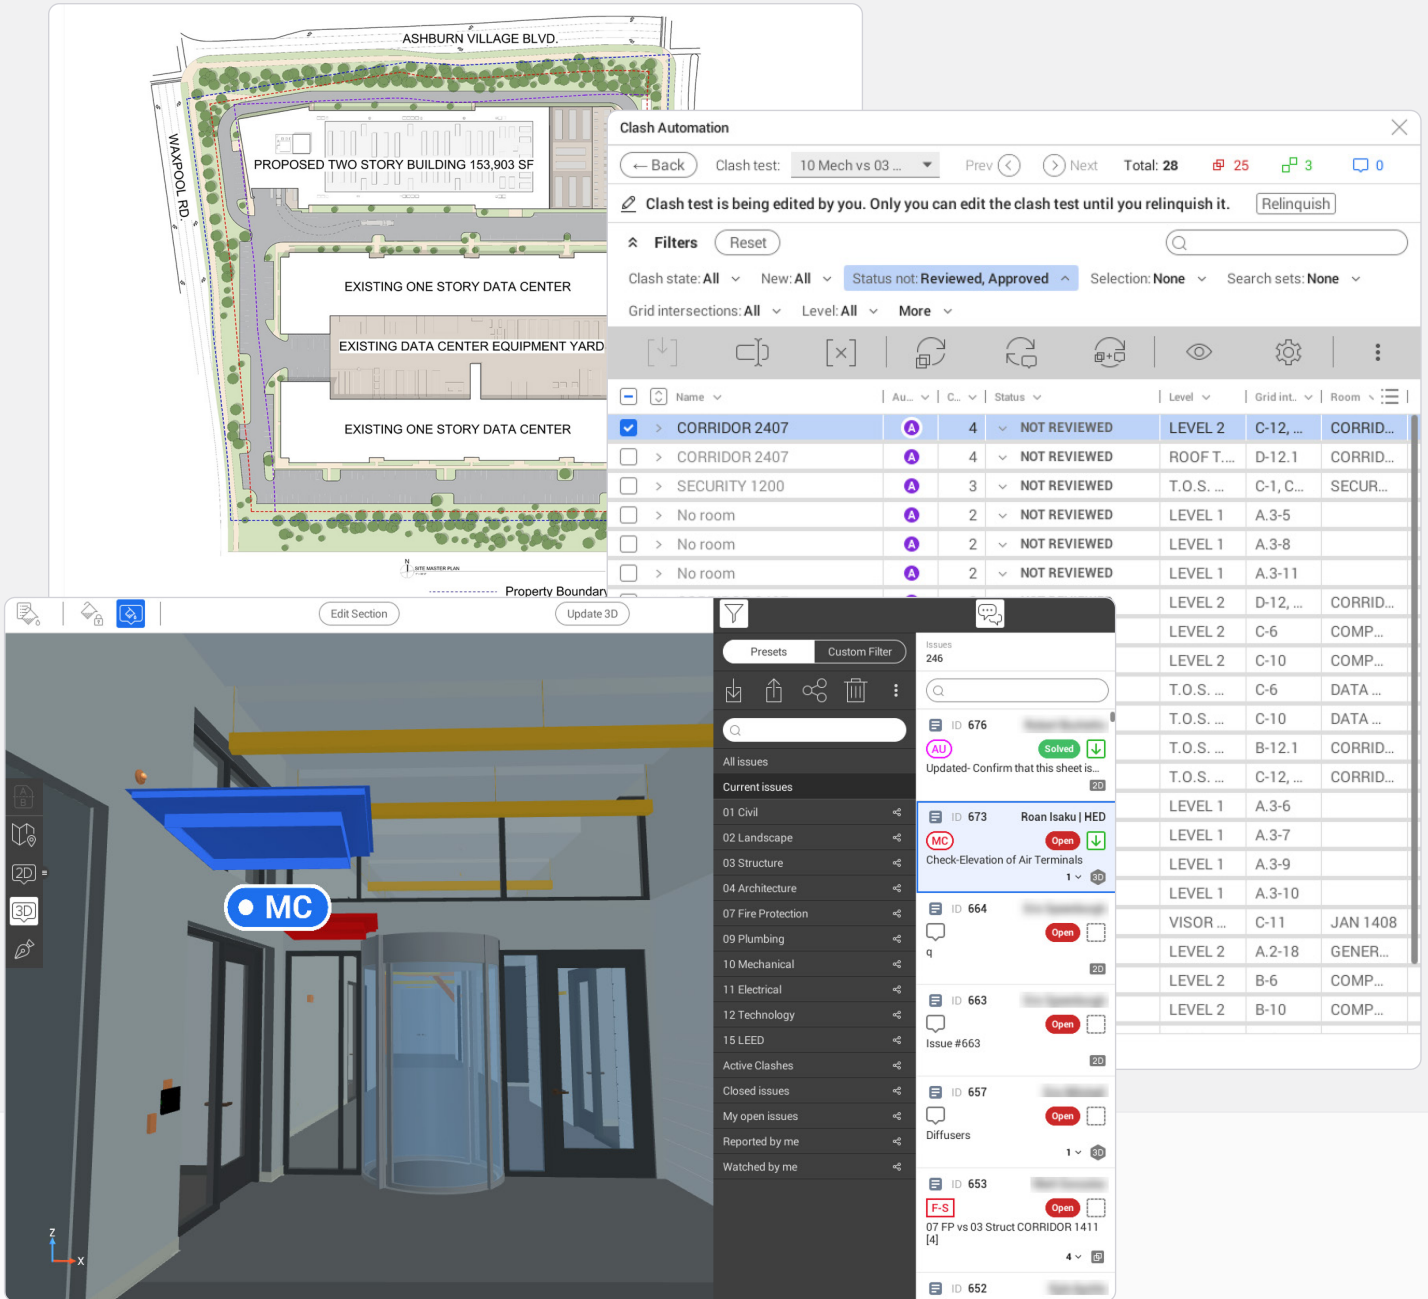 ASHBURN VILLAGE BLVD.
WAXPOOL RD.
PROPOSED TWO STORY BUILDING 153,903 SF
EXISTING ONE STORY DATA CENTER
EXISTING DATA CENTER EQUIPMENT YARD
EXISTING ONE STORY DATA CENTER
N
SITE MASTER PLAN
Property Boundary
Clash Automation
← Back Clash test: 10 Mech vs 03 ... Prev Next Total: 28 25 3 0
Clash test is being edited by you. Only you can edit the clash test until you relinquish it. Relinquish
Filters Reset
Clash state: All New: All Status not: Reviewed, Approved Selection: None Search sets: None
Grid intersections: All Level: All More
Name Au... C... Status Level Grid int.. Room
CORRIDOR 2407 A 4 NOT REVIEWED LEVEL 2 C-12, ... CORRID...
CORRIDOR 2407 A 4 NOT REVIEWED ROOF T.... D-12.1 CORRID...
SECURITY 1200 A 3 NOT REVIEWED T.O.S. ... C-1, C... SECUR...
No room A 2 NOT REVIEWED LEVEL 1 A.3-5
No room A 2 NOT REVIEWED LEVEL 1 A.3-8
No room A 2 NOT REVIEWED LEVEL 1 A.3-11
LEVEL 2 D-12, ... CORRID...
LEVEL 2 C-6 COMP...
LEVEL 2 C-10 COMP...
T.O.S. ... C-6 DATA ...
T.O.S. ... C-10 DATA ...
T.O.S. ... B-12.1 CORRID...
T.O.S. ... C-12, ... CORRID...
LEVEL 1 A.3-6
LEVEL 1 A.3-7
LEVEL 1 A.3-9
LEVEL 1 A.3-10
VISOR ... C-11 JAN 1408
LEVEL 2 A.2-18 GENER...
LEVEL 2 B-6 COMP...
LEVEL 2 B-10 COMP...
Edit Section Update 3D
A
B
2D
3D
MC
Z
X
Presets Custom Filter
All issues
Current issues
01 Civil
02 Landscape
03 Structure
04 Architecture
07 Fire Protection
09 Plumbing
10 Mechanical
11 Electrical
12 Technology
15 LEED
Active Clashes
Closed issues
My open issues
Reported by me
Watched by me
Issues
246
ID 676
AU Solved
Updated- Confirm that this sheet is...
2D
ID 673 Roan Isaku | HED
MC Open
Check-Elevation of Air Terminals
1 3D
ID 664
Open
q
2D
ID 663
Open
Issue #663
2D
ID 657
Open
Diffusers
1 3D
ID 653
F-S Open
07 FP vs 03 Struct CORRIDOR 1411
[4]
4
ID 652